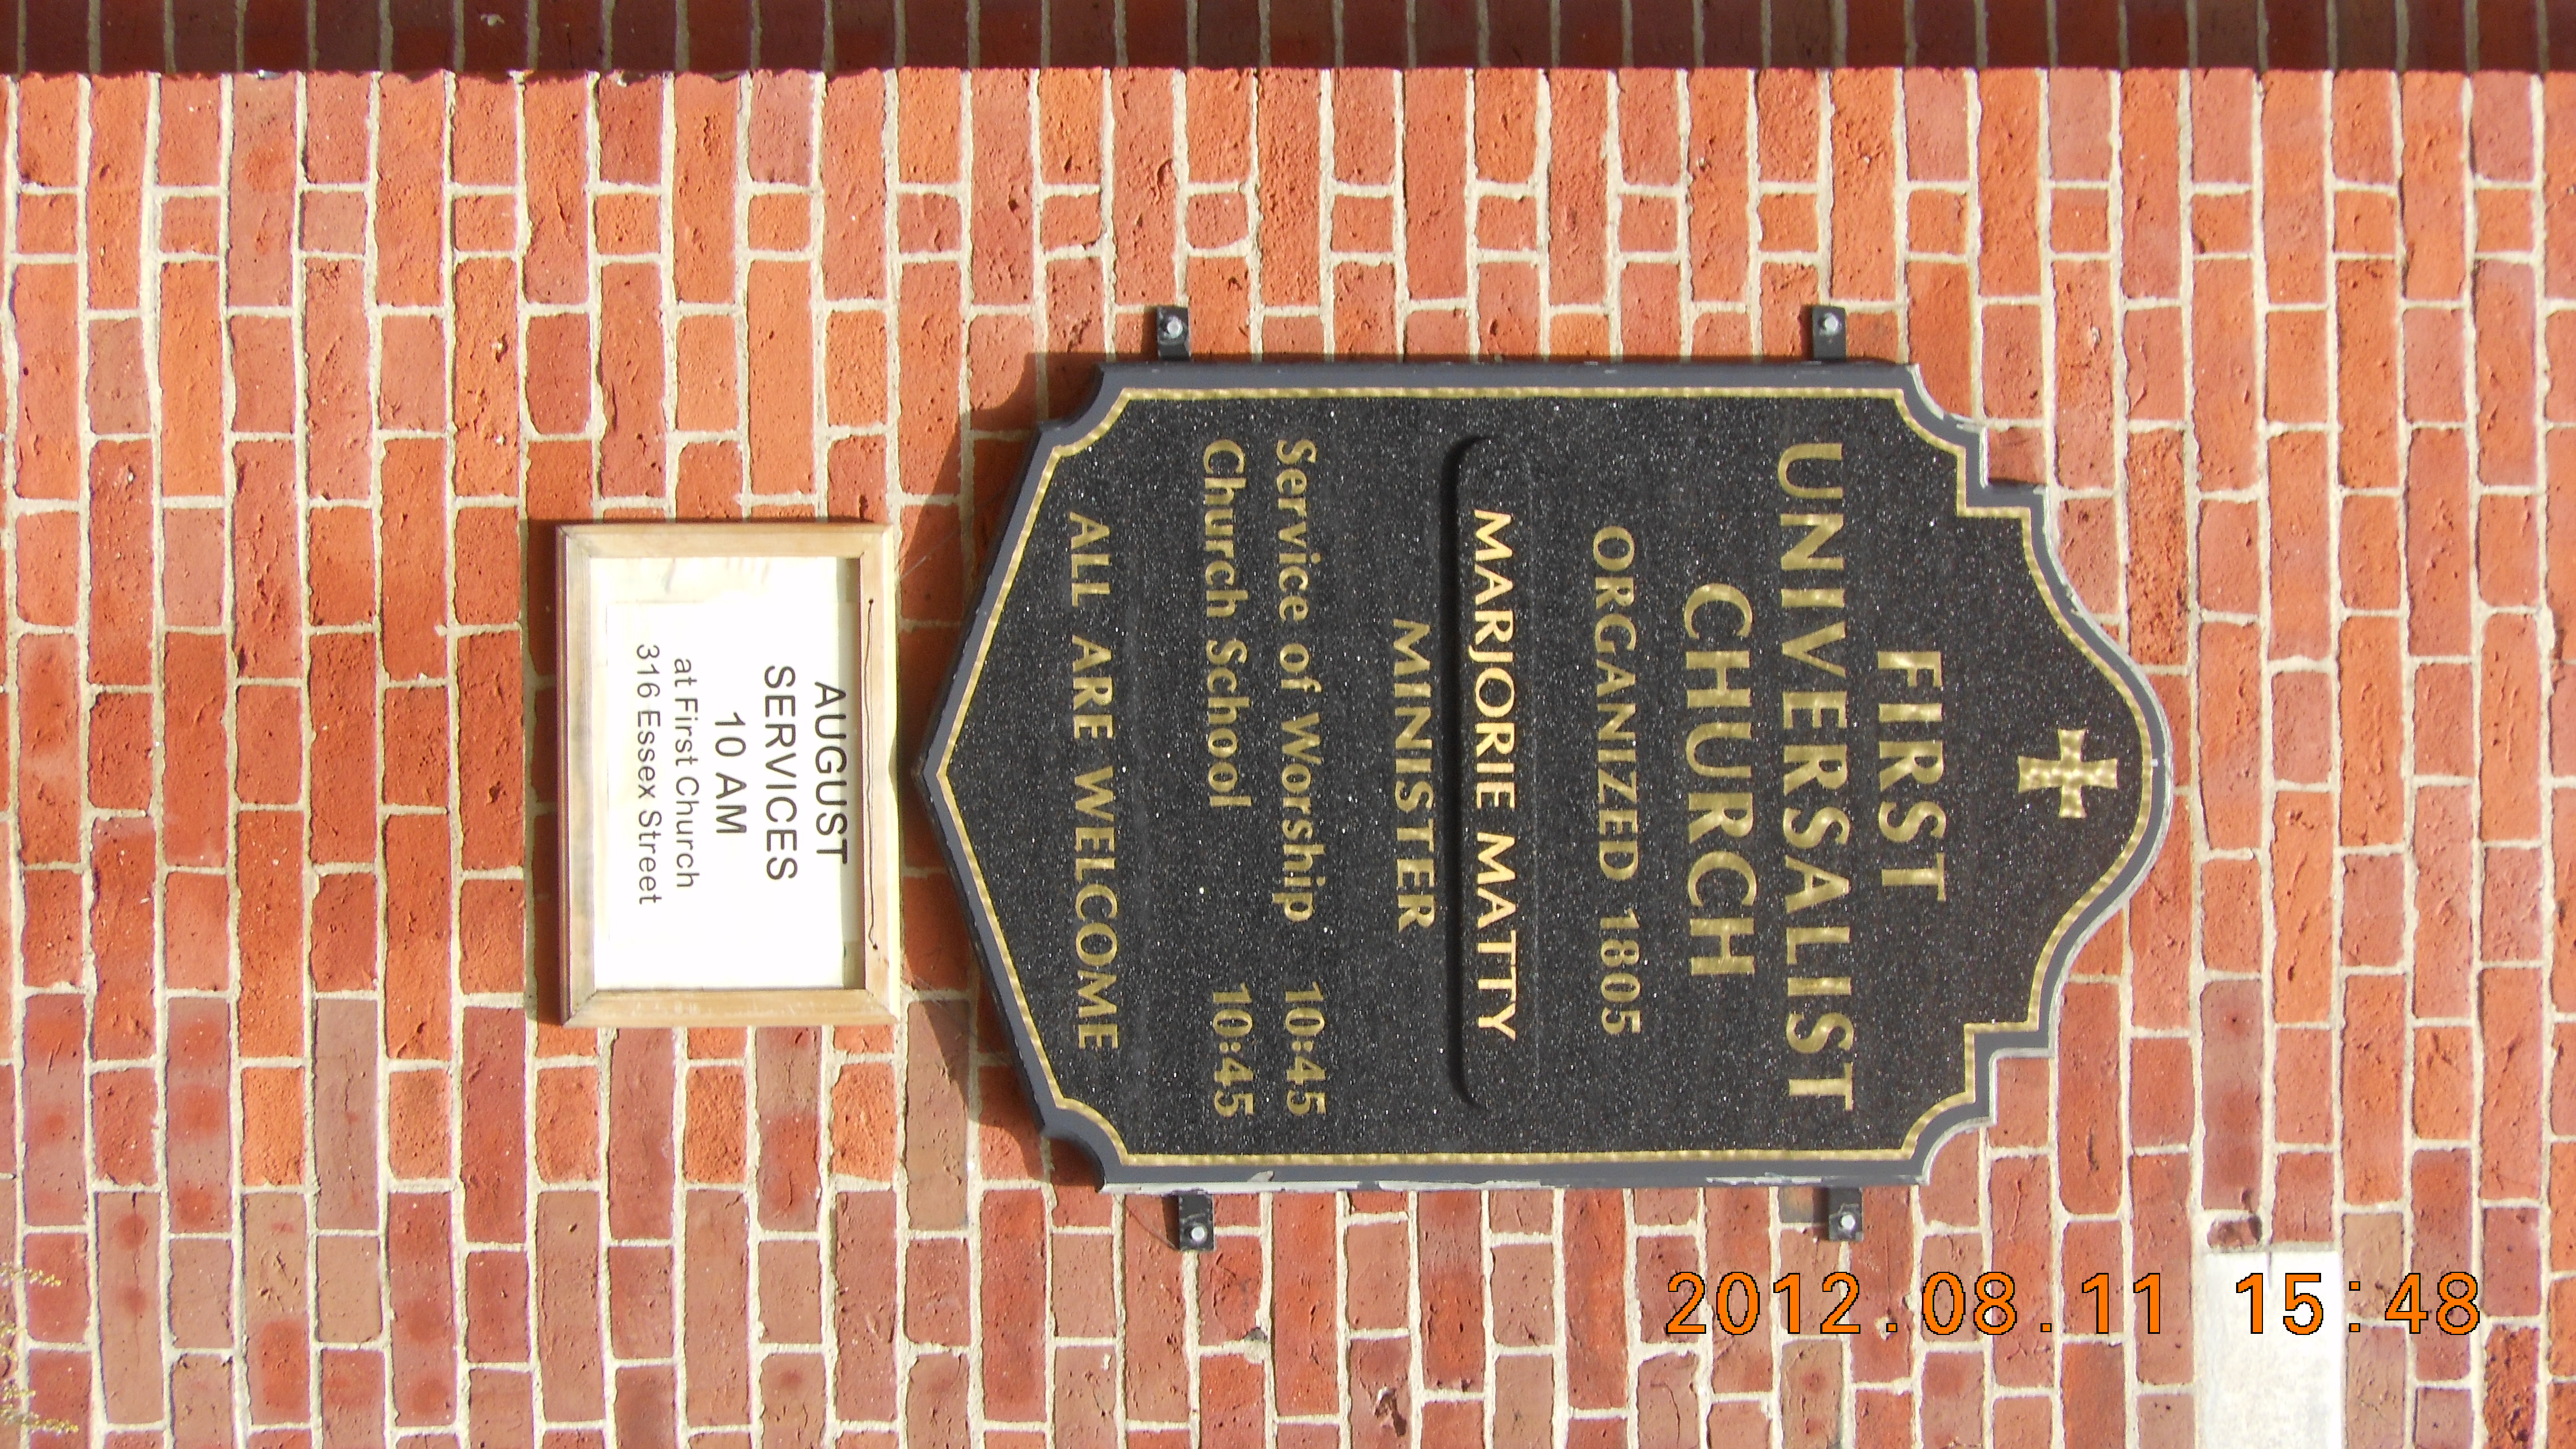 FIRST
UNIVERSALIST
CHURCH
ORGANIZED 1805
MARJORIE MATTY
MINISTER
Service of Worship 10:45
Church School 10:45
ALL ARE WELCOME
AUGUST
SERVICES
10 AM
at First Church
316 Essex Street
2012.08.11 15:48